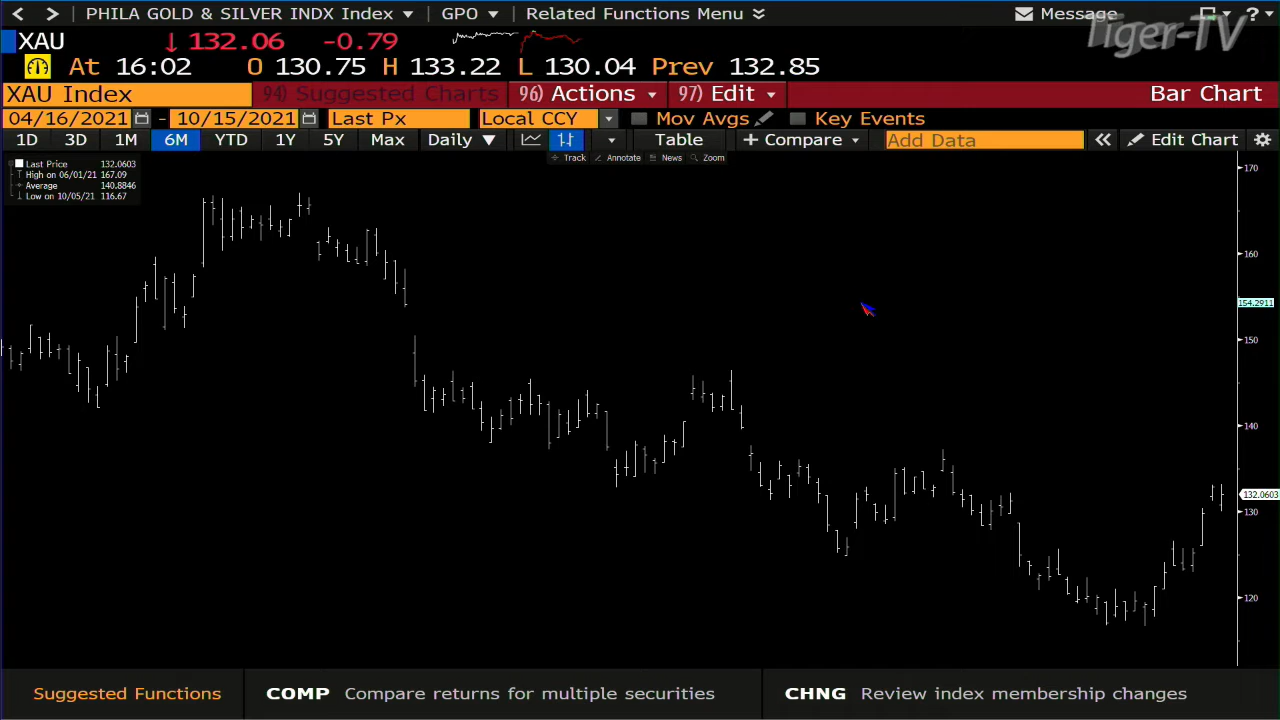 < > PHILA GOLD & SILVER INDX Index GPO Related Functions Menu Message ?
Tiger-TV
XAU ↓ 132.06 -0.79
At 16:02 O 130.75 H 133.22 L 130.04 Prev 132.85
XAU Index 94) Suggested Charts 96) Actions 97) Edit Bar Chart
04/16/2021 - 10/15/2021 Last Px Local CCY Mov Avgs Key Events
1D 3D 1M 6M YTD 1Y 5Y Max Daily ▼ Table + Compare Add Data « Edit Chart
Track Annotate News Zoom
Last Price 132.0603
High on 06/01/21 167.09
Average 140.8846
Low on 10/05/21 116.67
170
160
154.2911
150
140
132.0603
130
120
Suggested Functions COMP Compare returns for multiple securities CHNG Review index membership changes